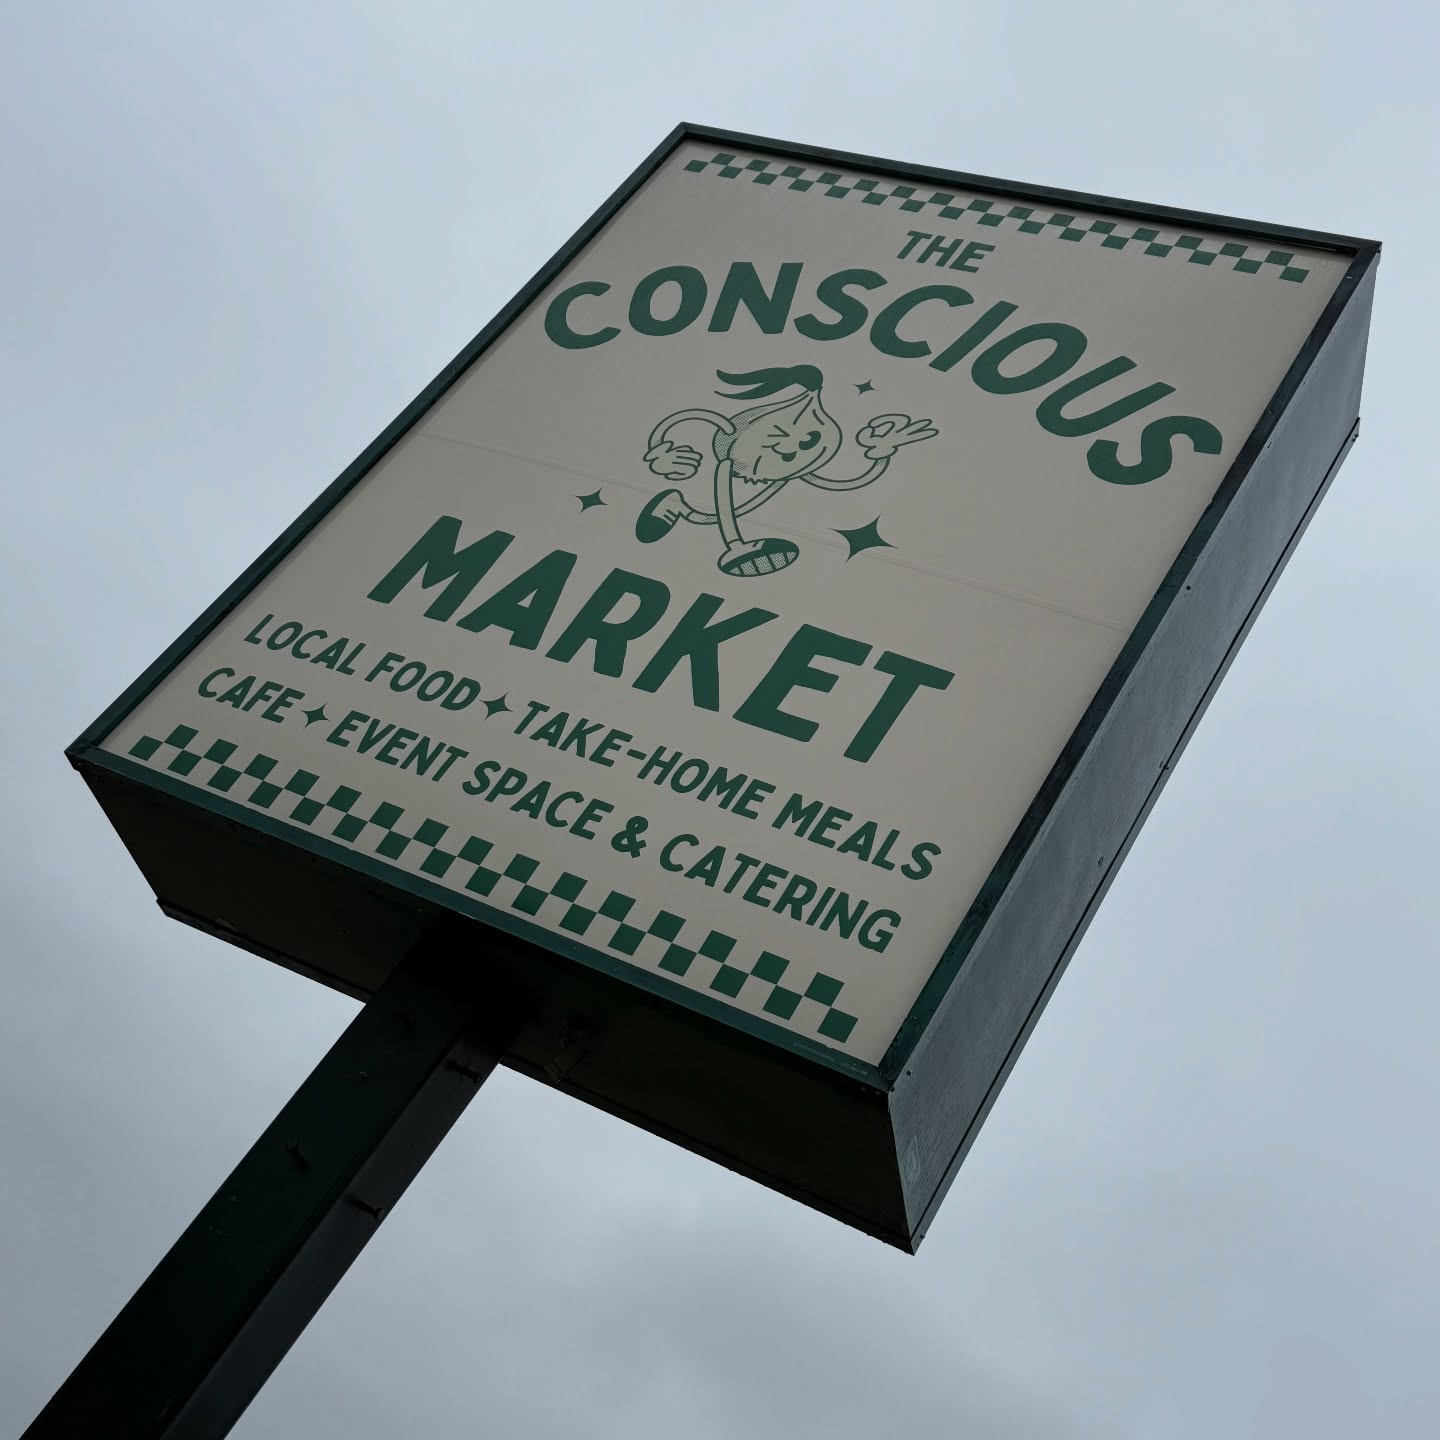 THE
CONSCIOUS
MARKET
LOCAL FOOD✦TAKE-HOME MEALS
CAFE✦EVENT SPACE & CATERING